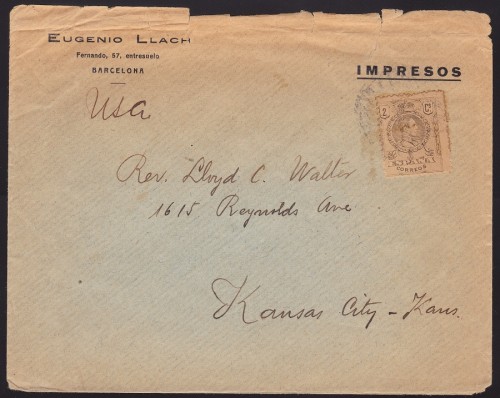 EUGENIO LLACH
Fernando, 57, entresuelo
BARCELONA
IMPRESOS
USA
2 Cs
CORREOS
Rev. Lloyd C. Walter
1615 Reynolds Ave
Kansas City - Kans.